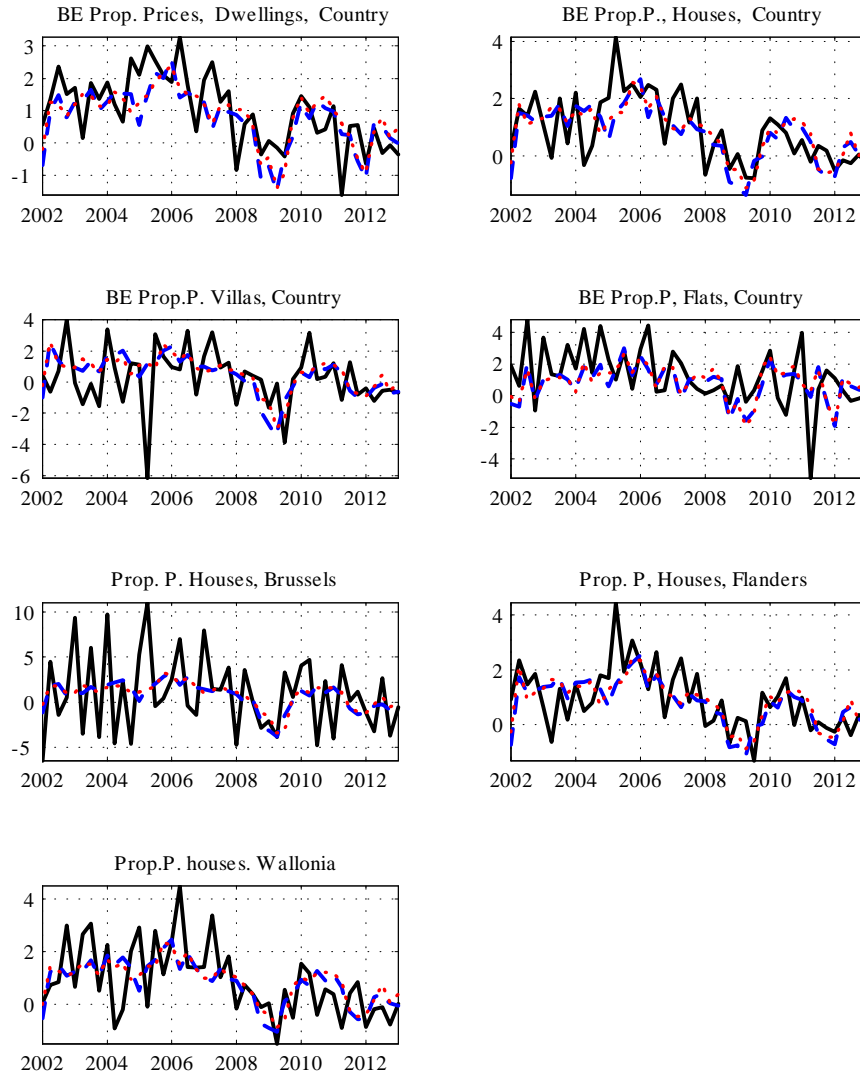 BE Prop. Prices, Dwellings, Country
3
2
1
0
-1
2002 2004 2006 2008 2010 2012
BE Prop.P., Houses, Country
4
2
0
2002 2004 2006 2008 2010 2012
BE Prop.P. Villas, Country
4
2
0
-2
-4
-6
2002 2004 2006 2008 2010 2012
BE Prop.P, Flats, Country
4
2
0
-2
-4
2002 2004 2006 2008 2010 2012
Prop. P. Houses, Brussels
10
5
0
-5
2002 2004 2006 2008 2010 2012
Prop. P, Houses, Flanders
4
2
0
2002 2004 2006 2008 2010 2012
Prop.P. houses. Wallonia
4
2
0
2002 2004 2006 2008 2010 2012